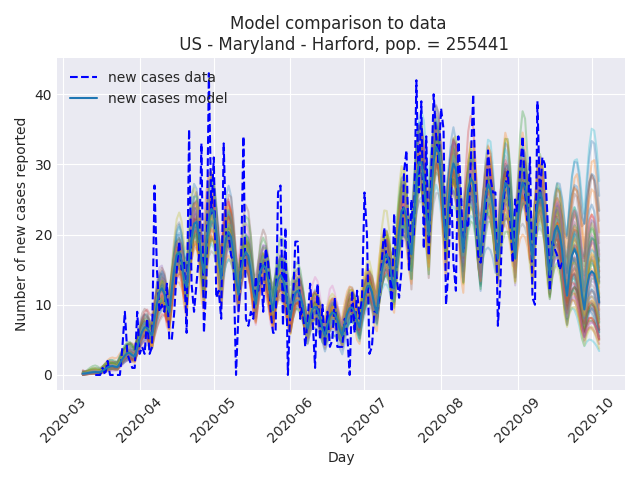 Model comparison to data
US - Maryland - Harford, pop. = 255441
new cases data
new cases model
Number of new cases reported
40
30
20
10
0
2020-03
2020-04
2020-05
2020-06
2020-07
2020-08
2020-09
2020-10
Day